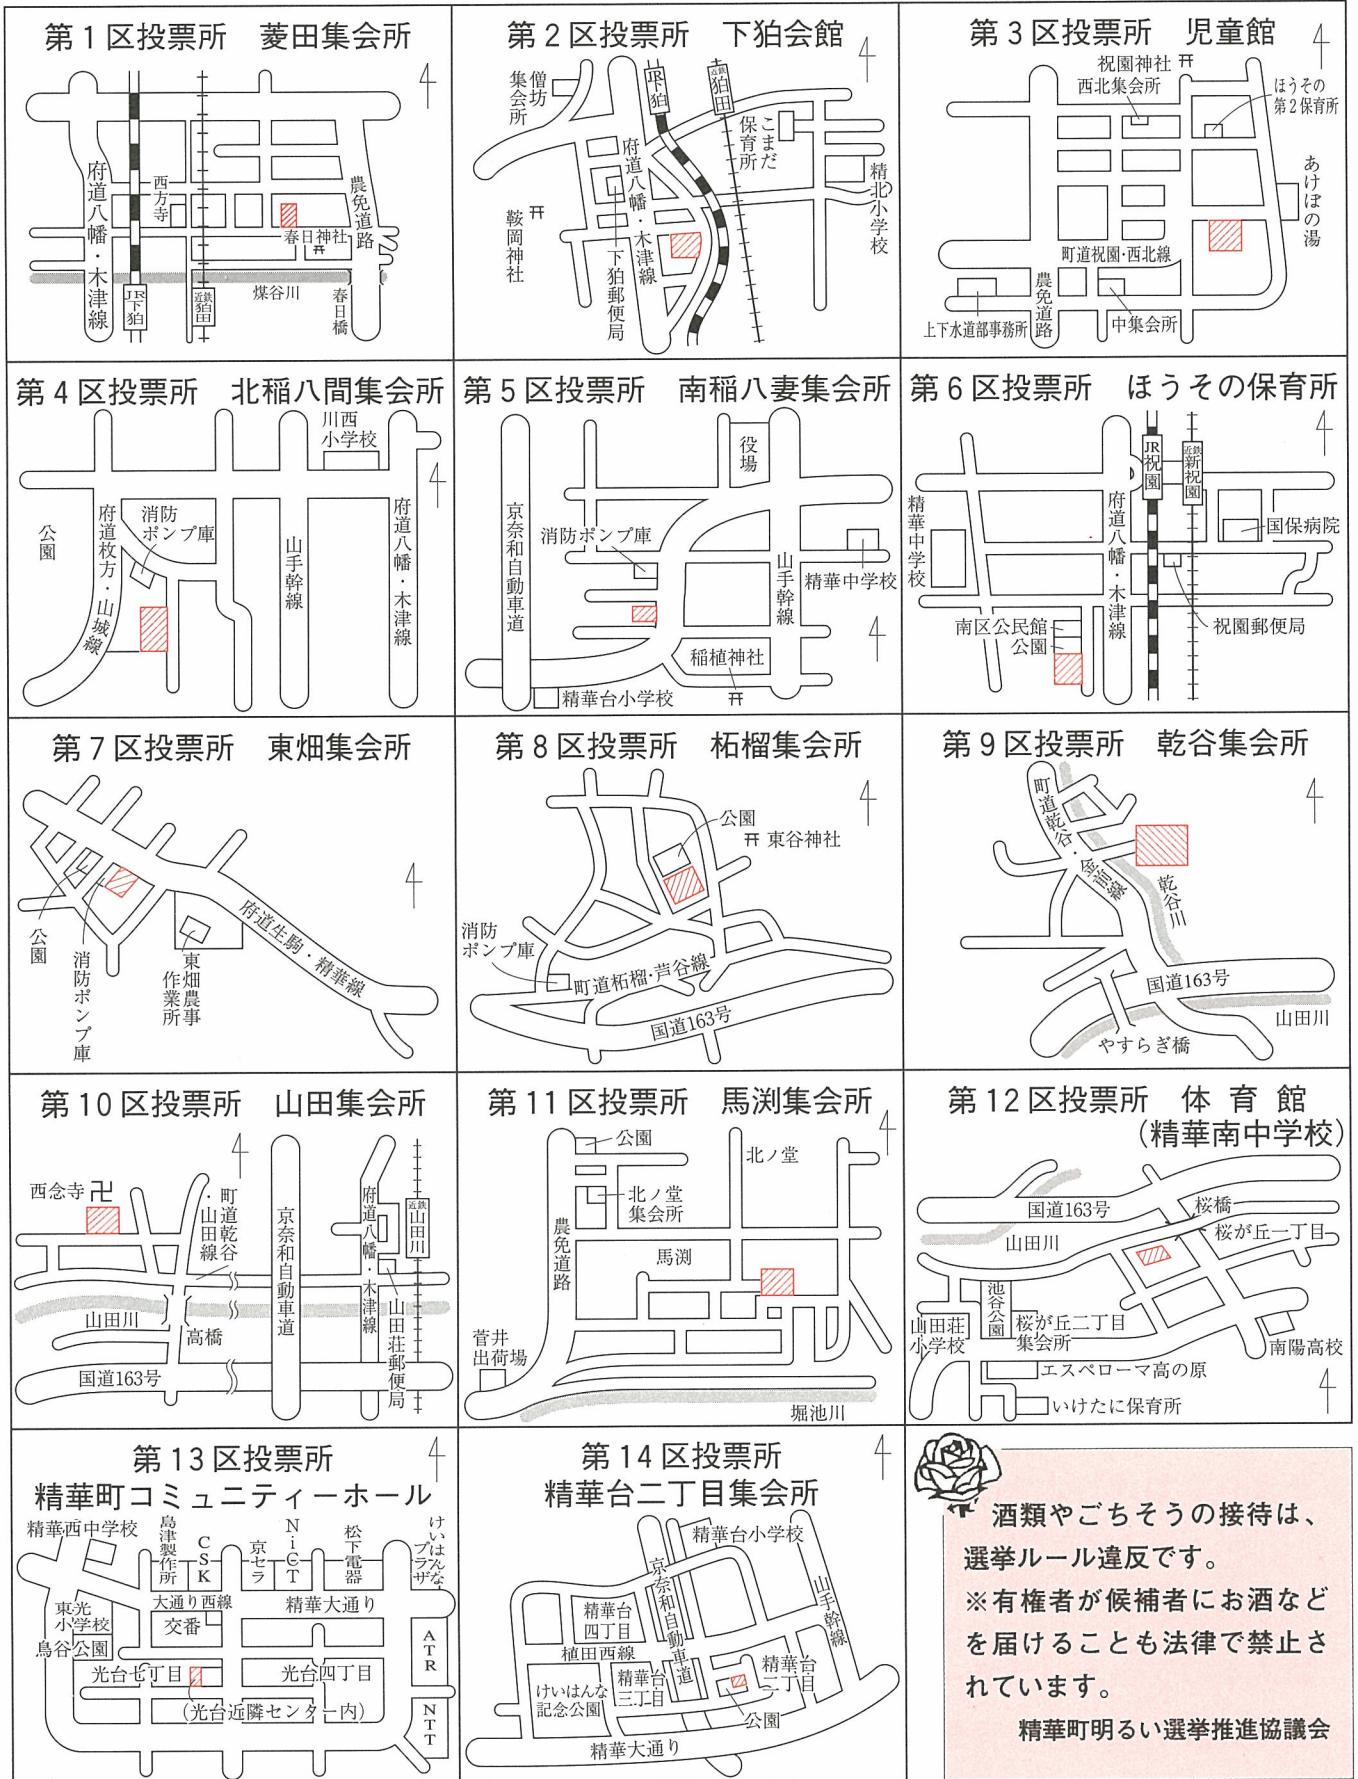 第1区投票所　菱田集会所
府道八幡・木津線
西方寺
農免道路
春日神社
煤谷川
春日橋
JR下狛
近鉄狛田
第2区投票所　下狛会館
僧坊
集会所
JR下狛
近鉄狛田
こまだ
保育所
府道八幡・木津線
精北小学校
鞍岡神社
下狛郵便局
第3区投票所　児童館
祝園神社
西北集会所
ほうその
第2保育所
あけぼの湯
町道祝園・西北線
農免道路
上下水道部事務所
中集会所
第4区投票所　北稲八間集会所
川西
小学校
公園
府道枚方・山城線
消防
ポンプ庫
山手幹線
府道八幡・木津線
第5区投票所　南稲八妻集会所
役場
京奈和自動車道
消防ポンプ庫
山手幹線
精華中学校
稲植神社
精華台小学校
第6区投票所　ほうその保育所
JR祝園
近鉄新祝園
精華中学校
府道八幡・木津線
国保病院
南区公民館
公園
祝園郵便局
第7区投票所　東畑集会所
公園
消防ポンプ庫
東畑農事
作業所
府道生駒・精華線
第8区投票所　柘榴集会所
公園
東谷神社
消防
ポンプ庫
町道柘榴・芦谷線
国道163号
第9区投票所　乾谷集会所
町道乾谷・金前線
乾谷川
国道163号
山田川
やすらぎ橋
第10区投票所　山田集会所
西念寺
町道乾谷
・山田線
京奈和自動車道
府道八幡・木津線
近鉄山田川
山田川
高橋
山田荘郵便局
国道163号
第11区投票所　馬渕集会所
公園
北ノ堂
北ノ堂
集会所
農免道路
馬渕
菅井
出荷場
堀池川
第12区投票所　体育館
(精華南中学校)
国道163号
桜橋
山田川
桜が丘一丁目
池谷公園
山田荘
小学校
桜が丘二丁目
集会所
南陽高校
エスペローマ高の原
いけたに保育所
第13区投票所
精華町コミュニティーホール
精華西中学校
島津製作所
CSK
京セラ
NiCT
松下電器
けいはんな
プラザ
大通り西線
精華大通り
東光
小学校
交番
鳥谷公園
光台七丁目
光台四丁目
ATR
(光台近隣センター内)
NTT
第14区投票所
精華台二丁目集会所
精華台小学校
京奈和自動車道
山手幹線
精華台
四丁目
植田西線
けいはんな
記念公園
精華台
三丁目
精華台
二丁目
公園
精華大通り
酒類やごちそうの接待は、
選挙ルール違反です。
※有権者が候補者にお酒など
を届けることも法律で禁止さ
れています。
精華町明るい選挙推進協議会